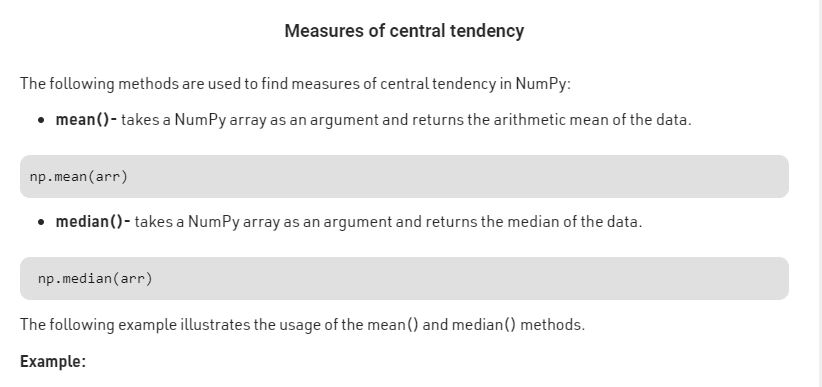 Measures of central tendency
The following methods are used to find measures of central tendency in NumPy:
• mean()- takes a NumPy array as an argument and returns the arithmetic mean of the data.
np.mean(arr)
• median()- takes a NumPy array as an argument and returns the median of the data.
np.median(arr)
The following example illustrates the usage of the mean() and median() methods.
Example: